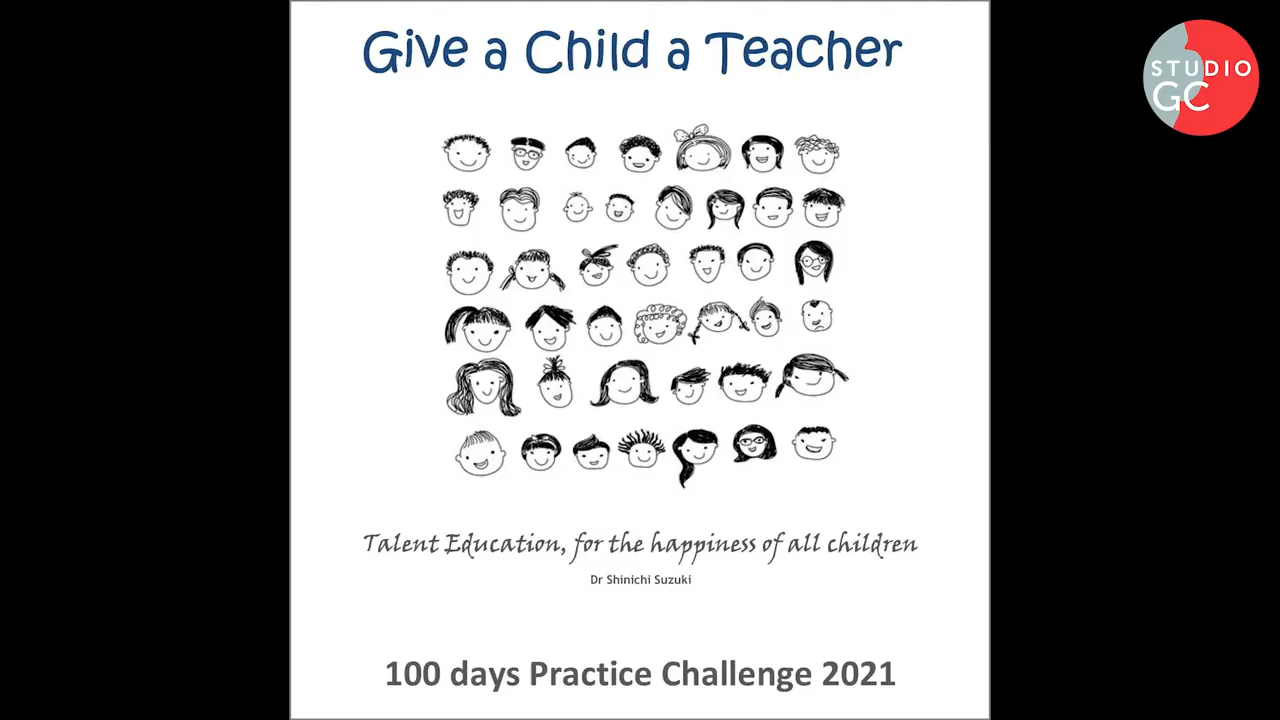 Give a Child a Teacher
STUDIO
GC
Talent Education, for the happiness of all children
Dr Shinichi Suzuki
100 days Practice Challenge 2021